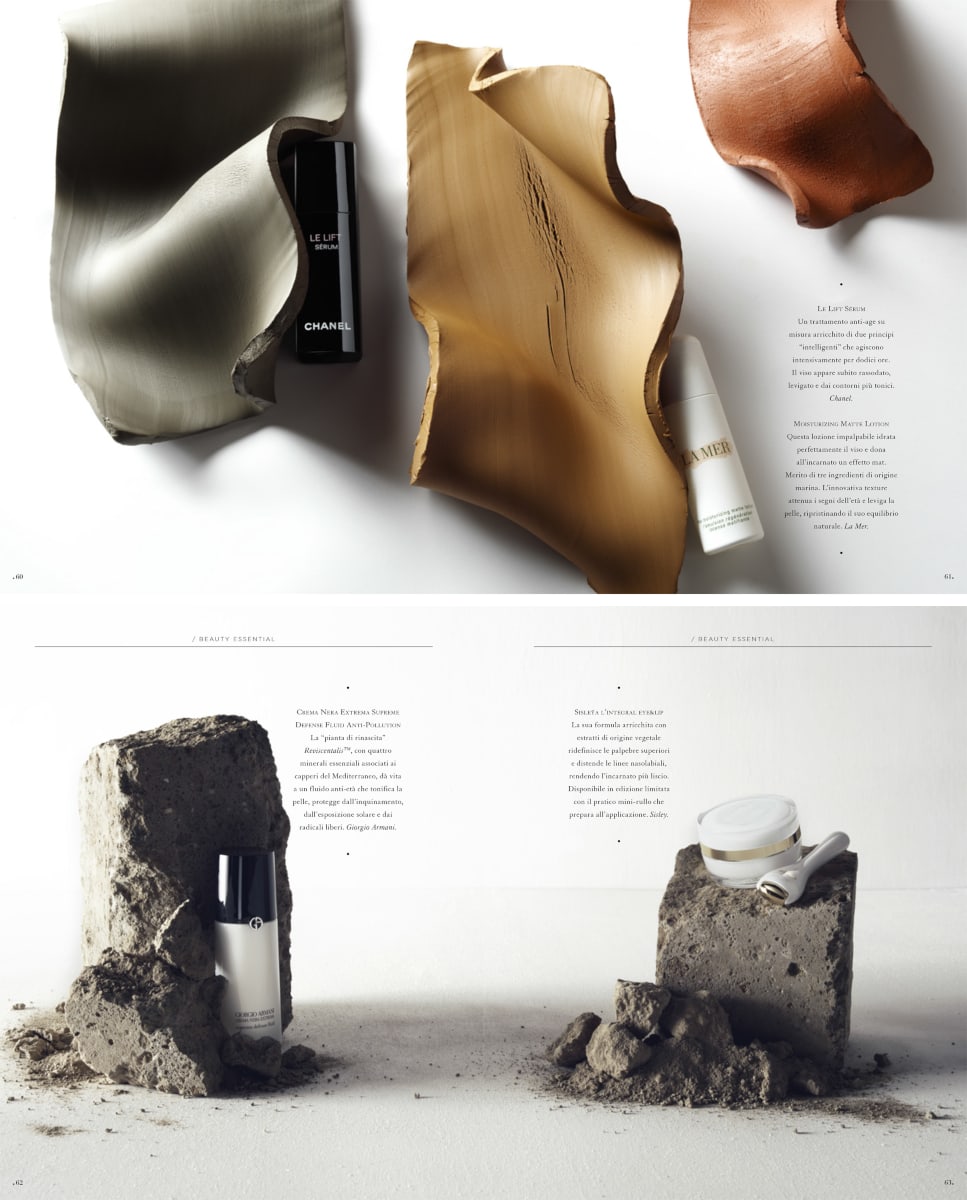 LE LIFT
SÉRUM
CHANEL
LA MER
Le Lift Sérum
Un trattamento anti-age su
misura arricchito di due principi
“intelligenti” che agiscono
intensivamente per dodici ore.
Il viso appare subito rassodato,
levigato e dai contorni più tonici.
Chanel.
Moisturizing Matte Lotion
Questa lozione impalpabile idrata
perfettamente il viso e dona
all’incarnato un effetto mat.
Merito di tre ingredienti di origine
marina. L’innovativa texture
attenua i segni dell’età e leviga la
pelle, ripristinando il suo equilibrio
naturale. La Mer.
.60
61.
/ BEAUTY ESSENTIAL
/ BEAUTY ESSENTIAL
Crema Nera Extrema Supreme
Defense Fluid Anti-Pollution
La “pianta di rinascita”
Reviscentalis™, con quattro
minerali essenziali associati ai
capperi del Mediterraneo, dà vita
a un fluido anti-età che tonifica la
pelle, protegge dall’inquinamento,
dall’esposizione solare e dai
radicali liberi. Giorgio Armani.
Sisleÿa l’integral eye&lip
La sua formula arricchita con
estratti di origine vegetale
ridefinisce le palpebre superiori
e distende le linee nasolabiali,
rendendo l’incarnato più liscio.
Disponibile in edizione limitata
con il pratico mini-rullo che
prepara all’applicazione. Sisley.
GIORGIO ARMANI
.62
63.